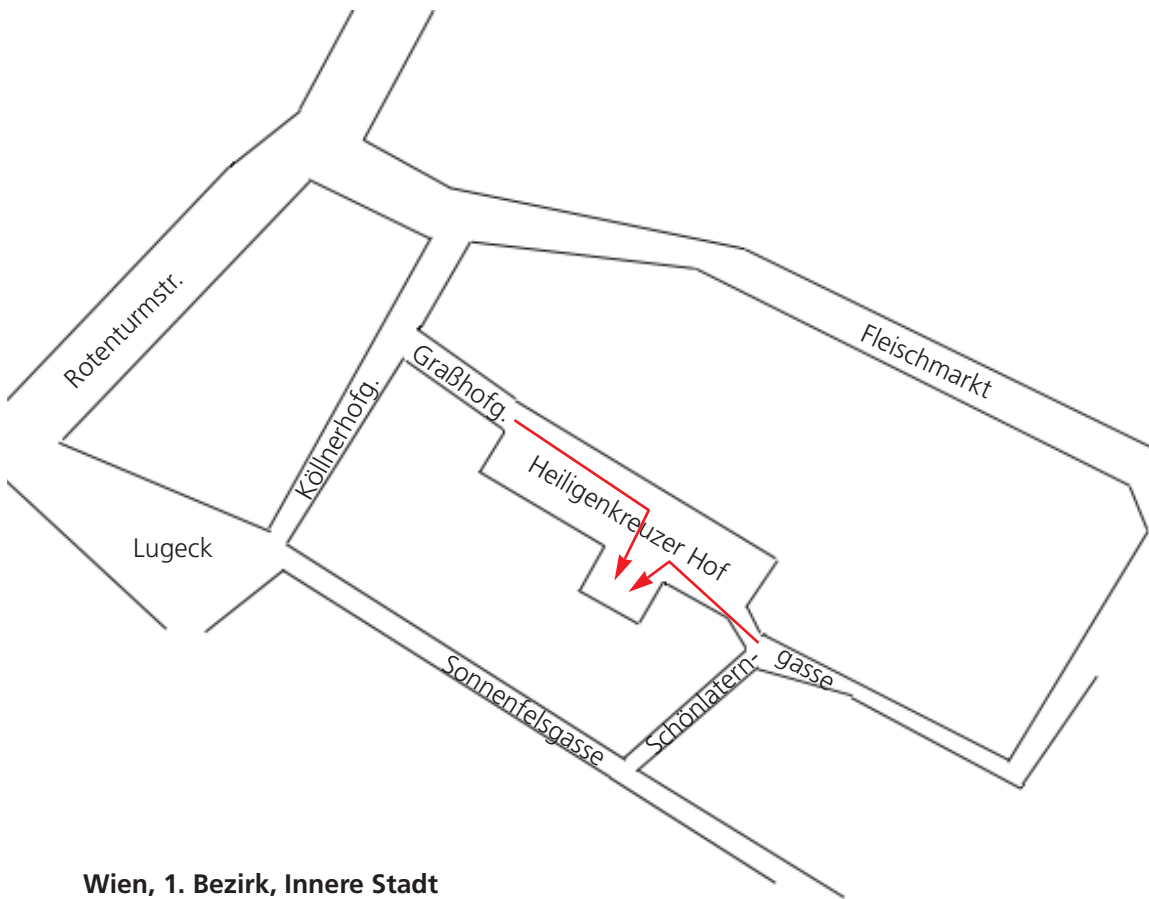 Rotenturmstr.
Fleischmarkt
Graßhofg.
Köllnerhofg.
Heiligenkreuzer Hof
Lugeck
Sonnenfelsgasse
Schönlatern-
gasse
Wien, 1. Bezirk, Innere Stadt